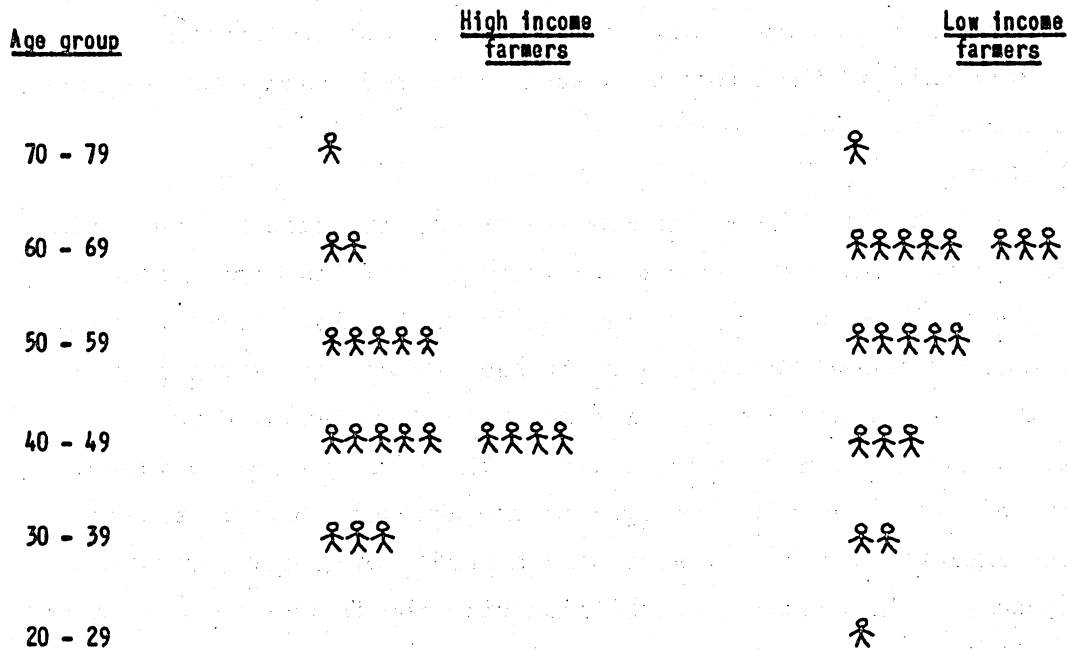 Age group
High income
farmers
Low income
farmers
70 - 79
60 - 69
50 - 59
40 - 49
30 - 39
20 - 29